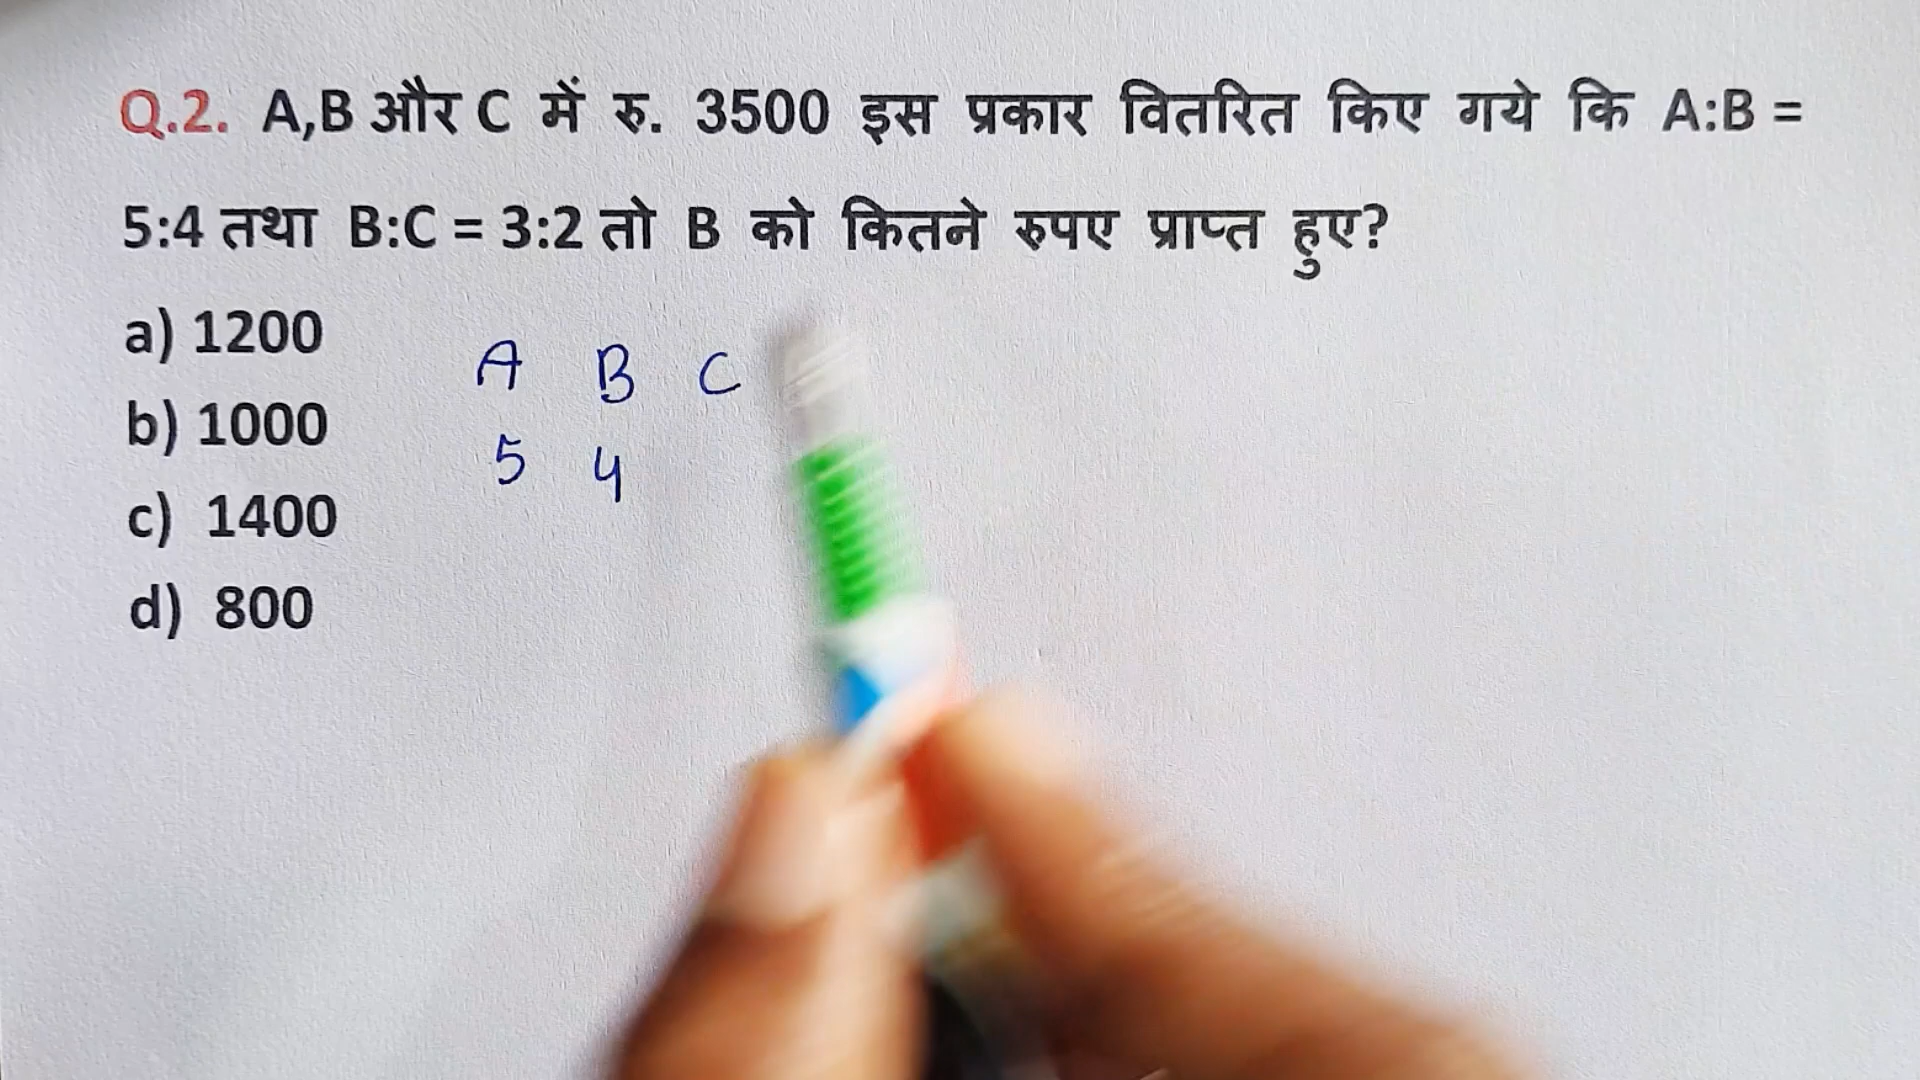 Q.2. A,B और C में रु. 3500 इस प्रकार वितरित किए गये कि A:B =
5:4 तथा B:C = 3:2 तो B को कितने रुपए प्राप्त हुए?
a) 1200
b) 1000
c) 1400
d) 800
A B C
5 4